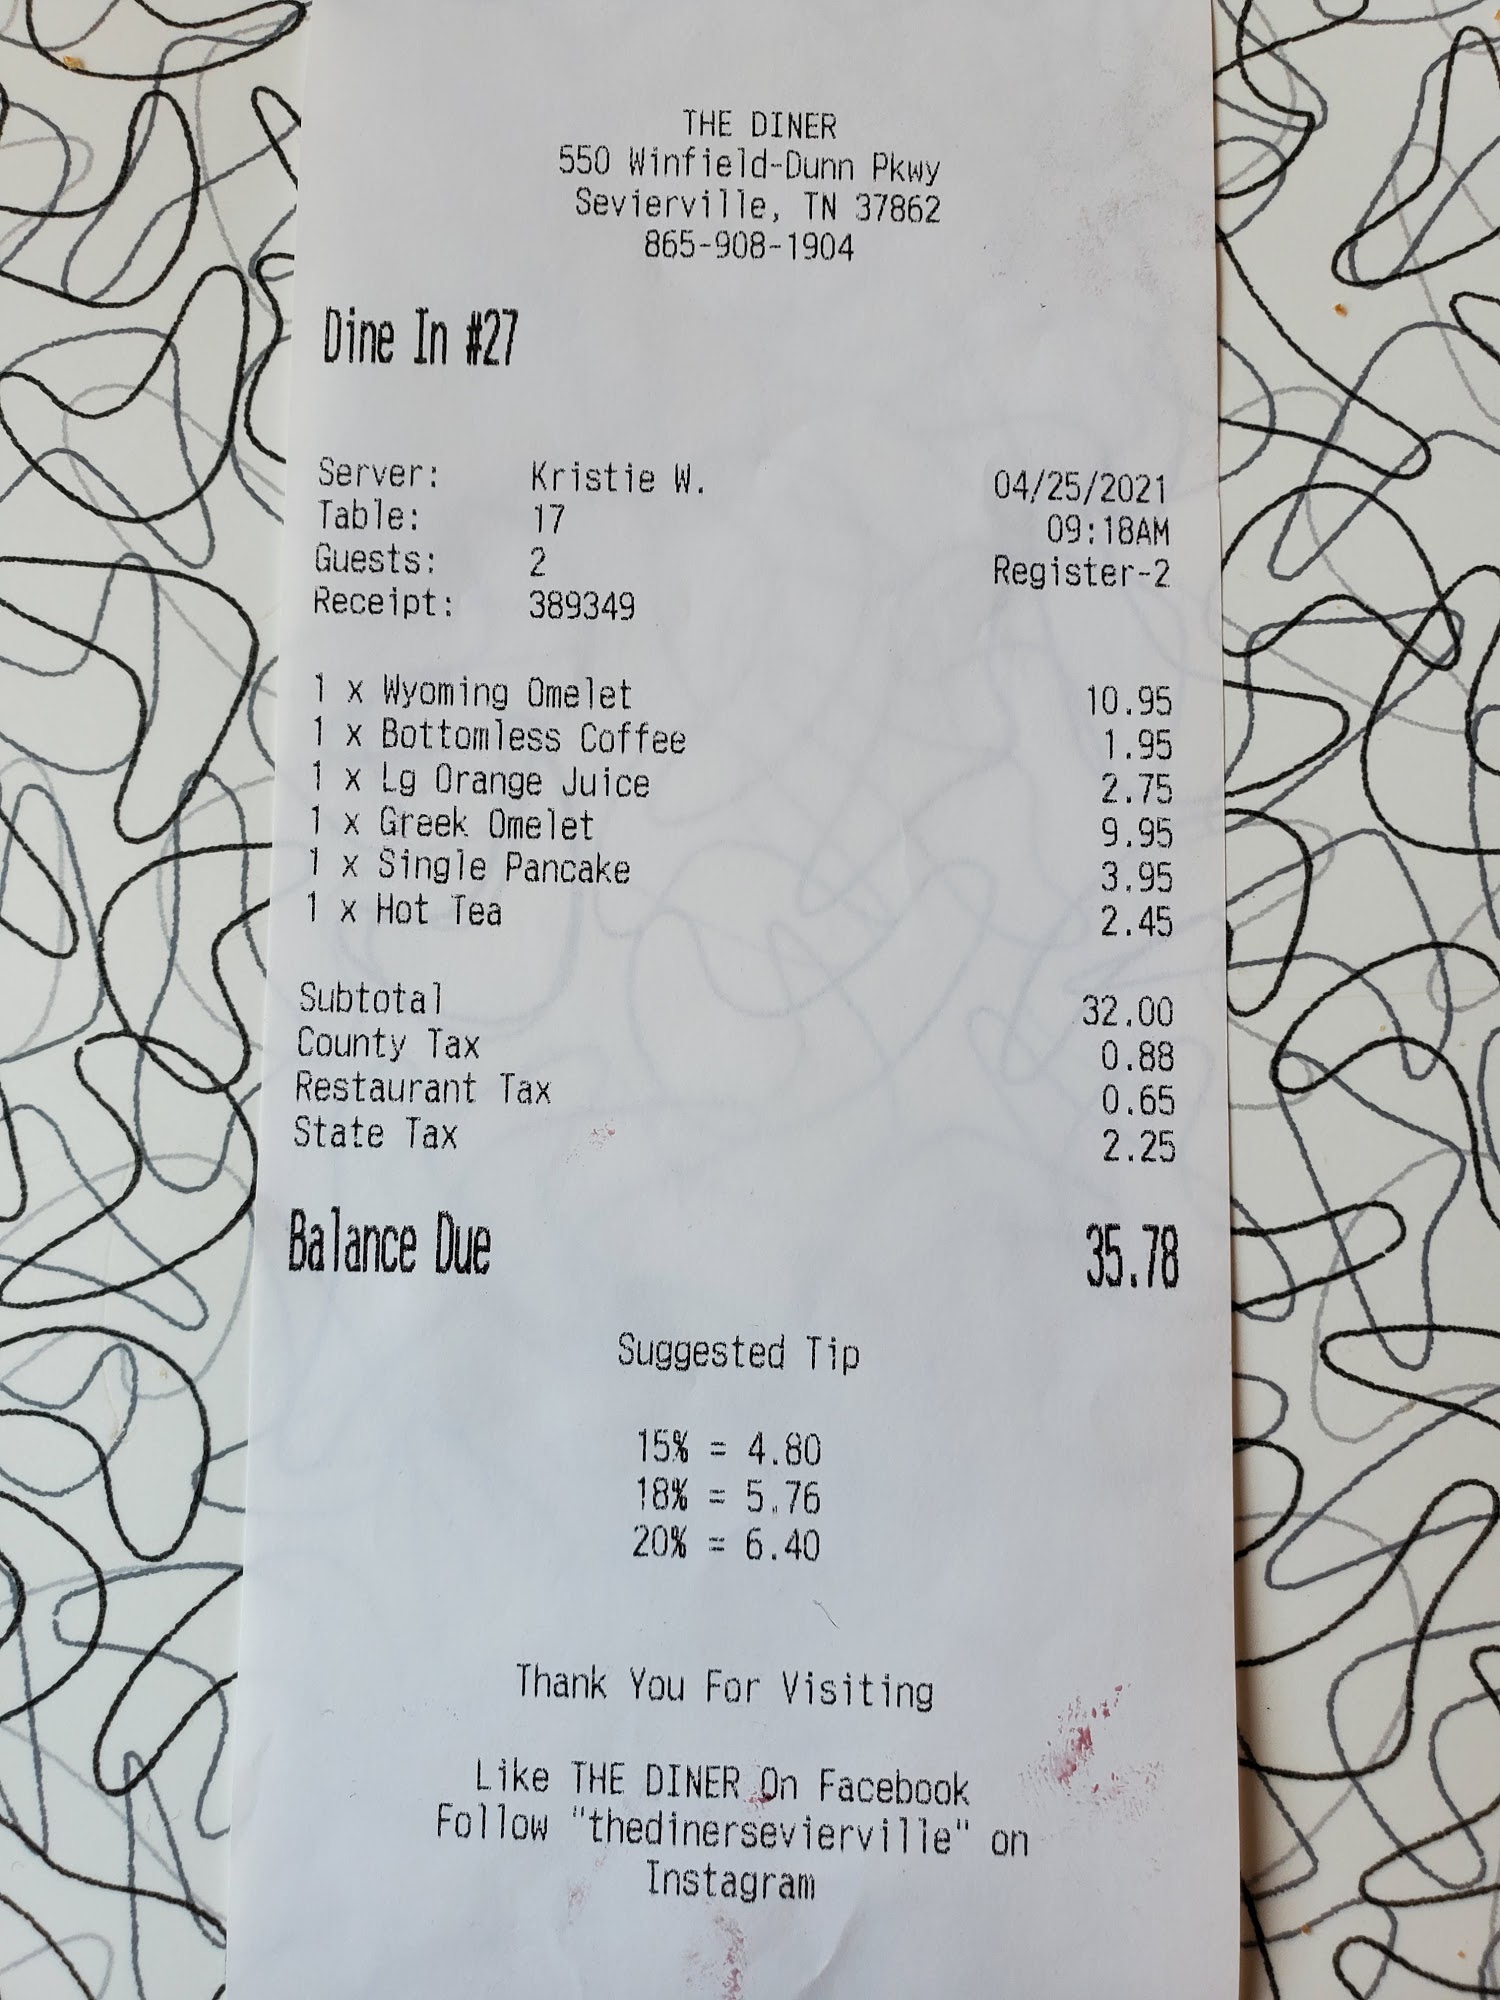 THE DINER
550 Winfield-Dunn Pkwy
Sevierville, TN 37862
865-908-1904
Dine In #27
Server: Kristie W. 04/25/2021
Table: 17 09:18AM
Guests: 2 Register-2
Receipt: 389349
1 x Wyoming Omelet 10.95
1 x Bottomless Coffee 1.95
1 x Lg Orange Juice 2.75
1 x Greek Omelet 9.95
1 x Single Pancake 3.95
1 x Hot Tea 2.45
Subtotal 32.00
County Tax 0.88
Restaurant Tax 0.65
State Tax 2.25
Balance Due 35.78
Suggested Tip
15% = 4.80
18% = 5.76
20% = 6.40
Thank You For Visiting
Like THE DINER On Facebook
Follow "thedinersevierville" on
Instagram